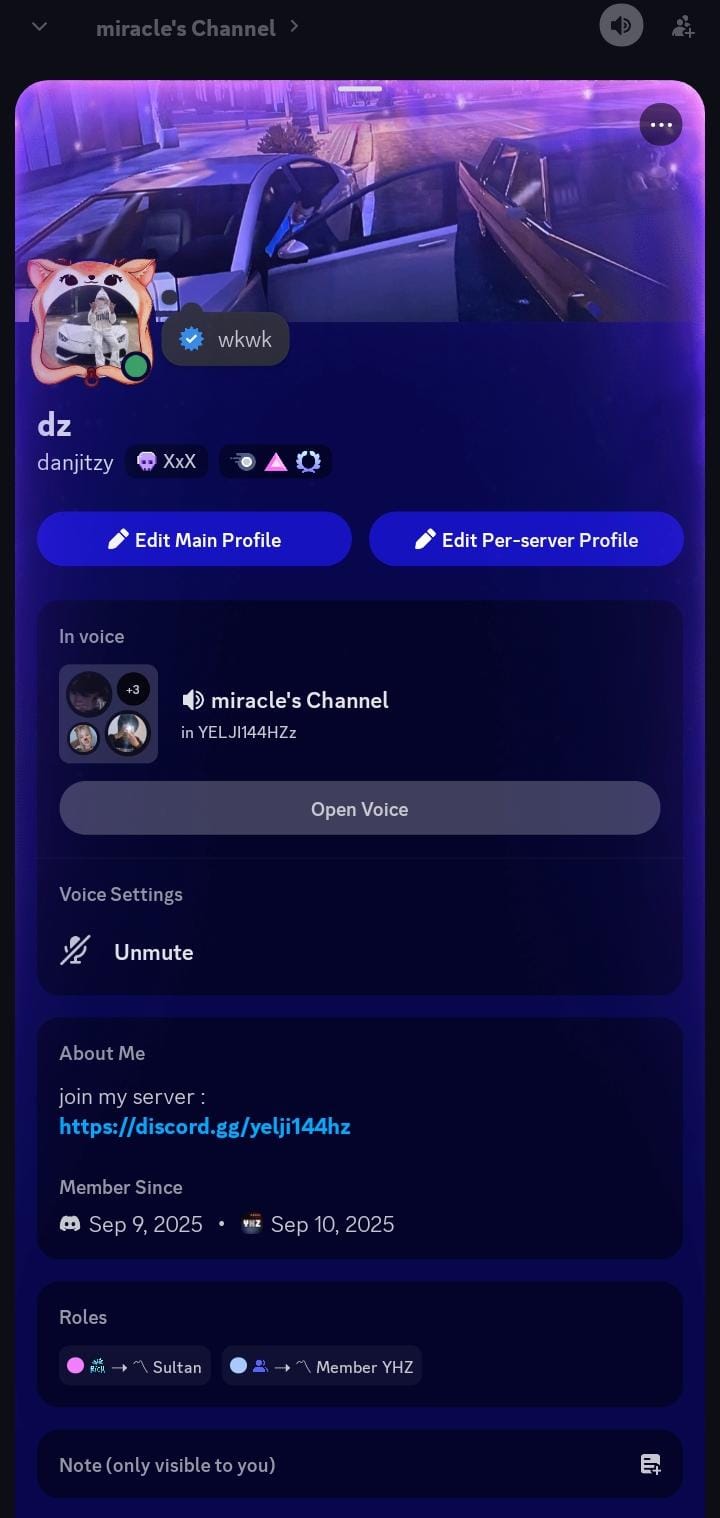 miracle's Channel
wkwk
dz
danjitzy XxX
Edit Main Profile Edit Per-server Profile
In voice
+3
miracle's Channel
in YELJI144HZz
Open Voice
Voice Settings
Unmute
About Me
join my server :
https://discord.gg/yelji144hz
Member Since
Sep 9, 2025 • YHZ Sep 10, 2025
Roles
→ 〽 Sultan → 〽 Member YHZ
Note (only visible to you)